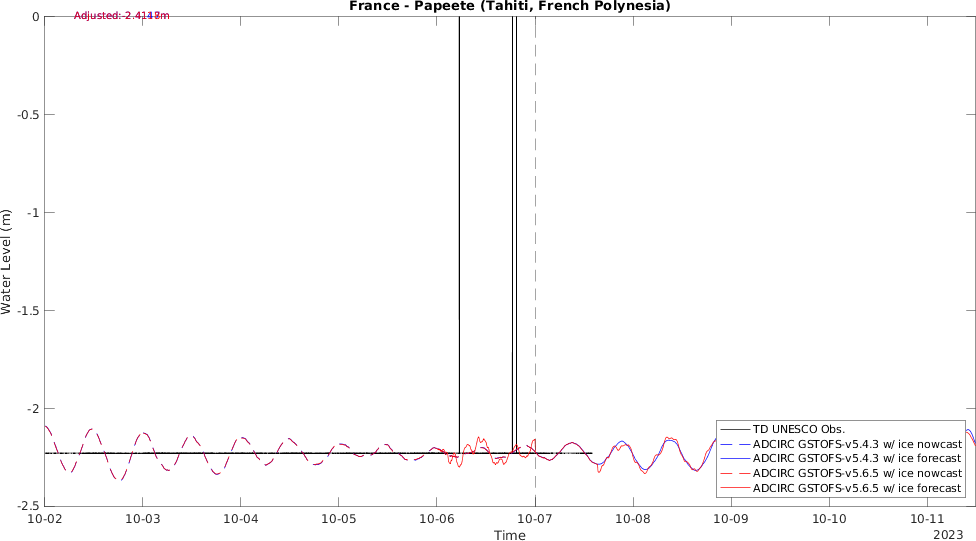 France - Papeete (Tahiti, French Polynesia)
0
-0.5
-1
-1.5
-2
-2.5
Water Level (m)
TD UNESCO Obs.
ADCIRC GSTOFS-v5.4.3 w/ ice nowcast
ADCIRC GSTOFS-v5.4.3 w/ ice forecast
ADCIRC GSTOFS-v5.6.5 w/ ice nowcast
ADCIRC GSTOFS-v5.6.5 w/ ice forecast
10-02 10-03 10-04 10-05 10-06 10-07 10-08 10-09 10-10 10-11
Time
2023